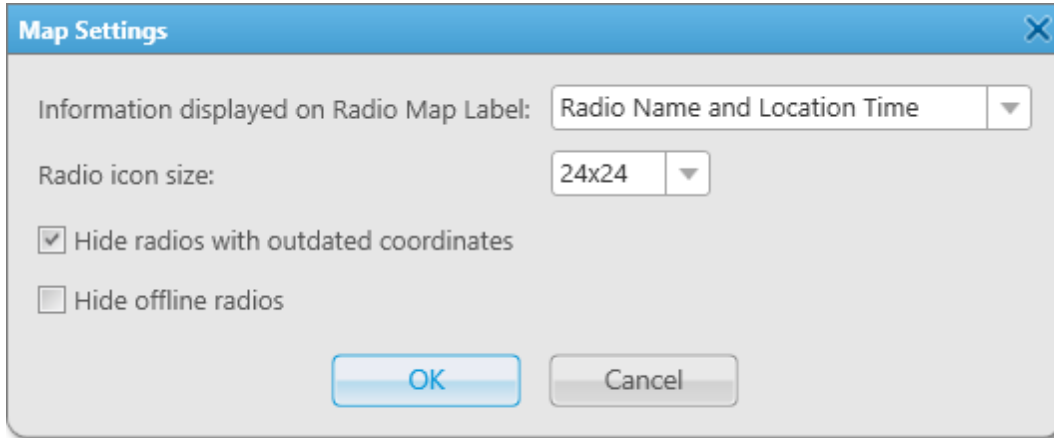 Map Settings
Information displayed on Radio Map Label: Radio Name and Location Time
Radio icon size: 24x24
Hide radios with outdated coordinates
Hide offline radios
OK Cancel